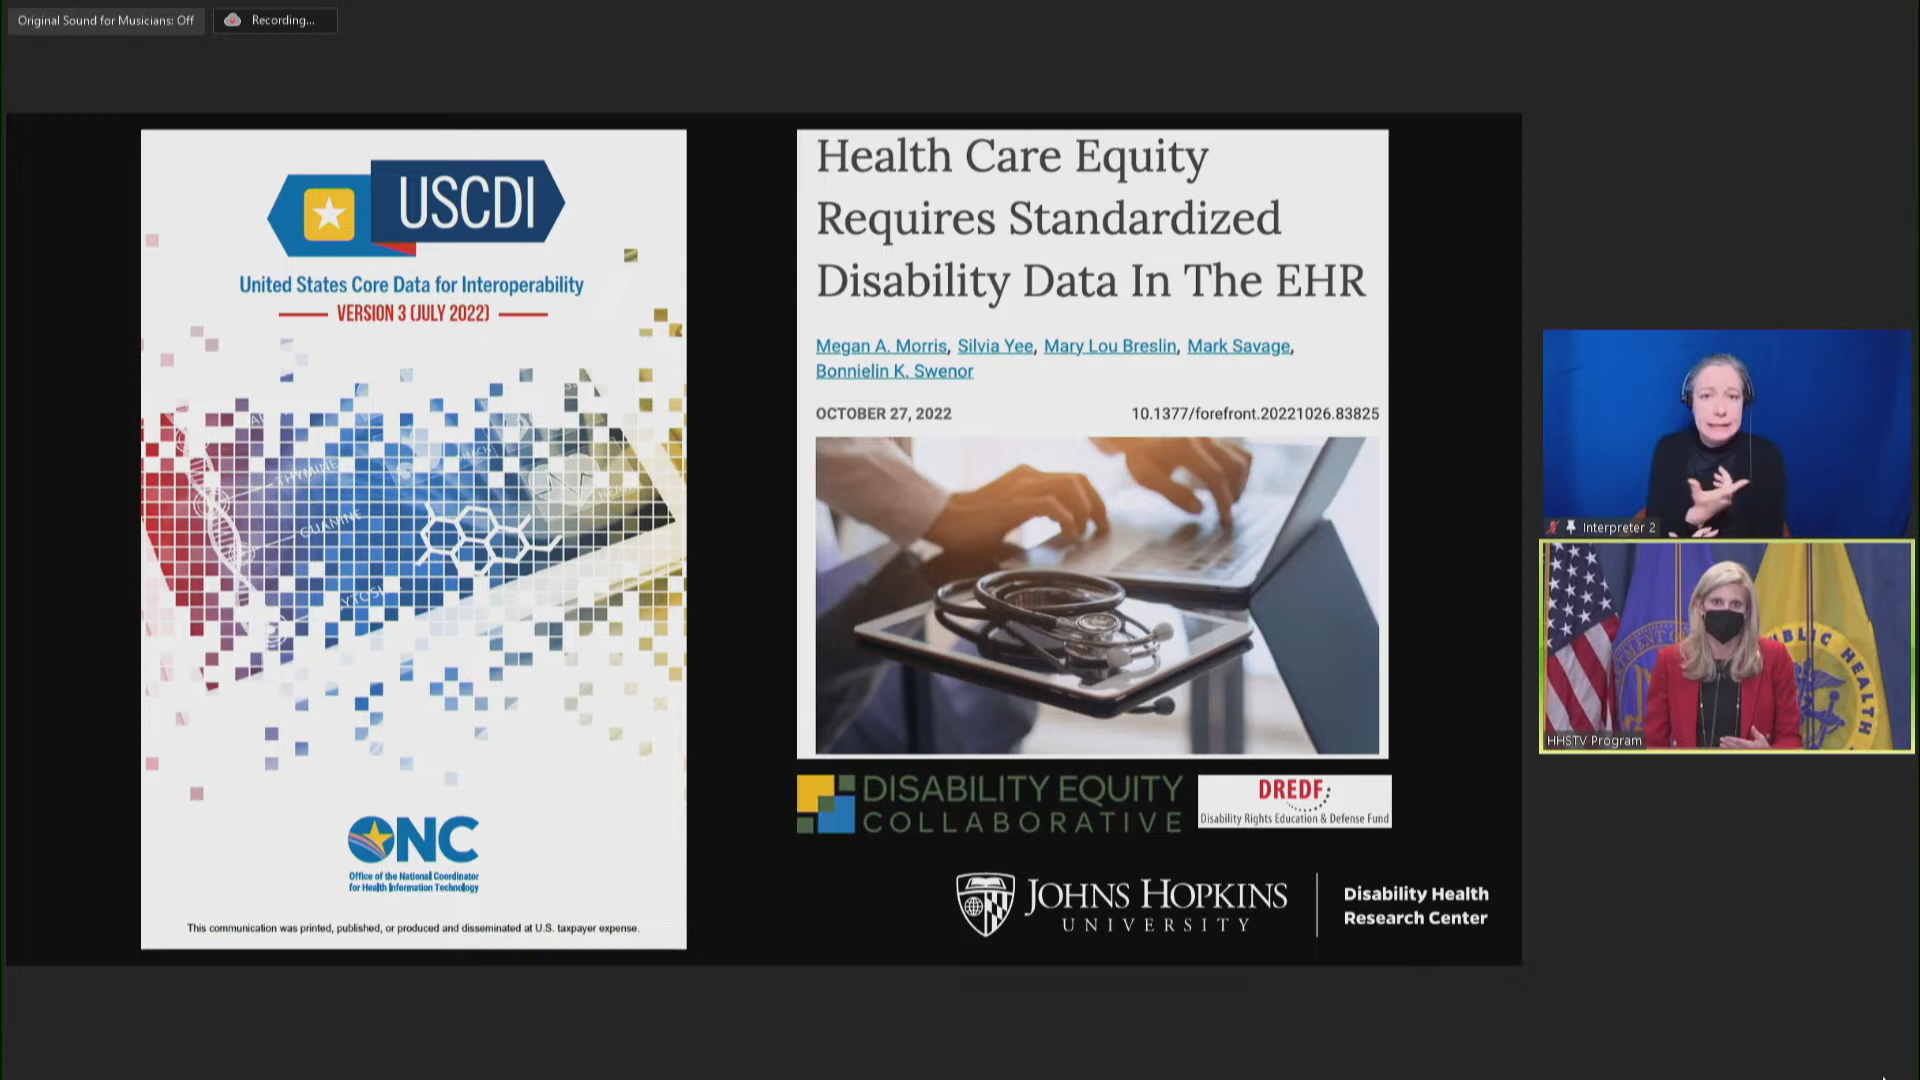 Original Sound for Musicians: Off
Recording...
USCDI
United States Core Data for Interoperability
VERSION 3 (JULY 2022)
THYMINE
GUANINE
ONC
Office of the National Coordinator
for Health Information Technology
This communication was printed, published, or produced and disseminated at U.S. taxpayer expense.
Health Care Equity
Requires Standardized
Disability Data In The EHR
Megan A. Morris, Silvia Yee, Mary Lou Breslin, Mark Savage,
Bonnielin K. Swenor
OCTOBER 27, 2022 10.1377/forefront.20221026.83825
DISABILITY EQUITY
COLLABORATIVE
DREDF
Disability Rights Education & Defense Fund
JOHNS HOPKINS
UNIVERSITY
Disability Health
Research Center
Interpreter 2
HEALTH
HHSTV Program